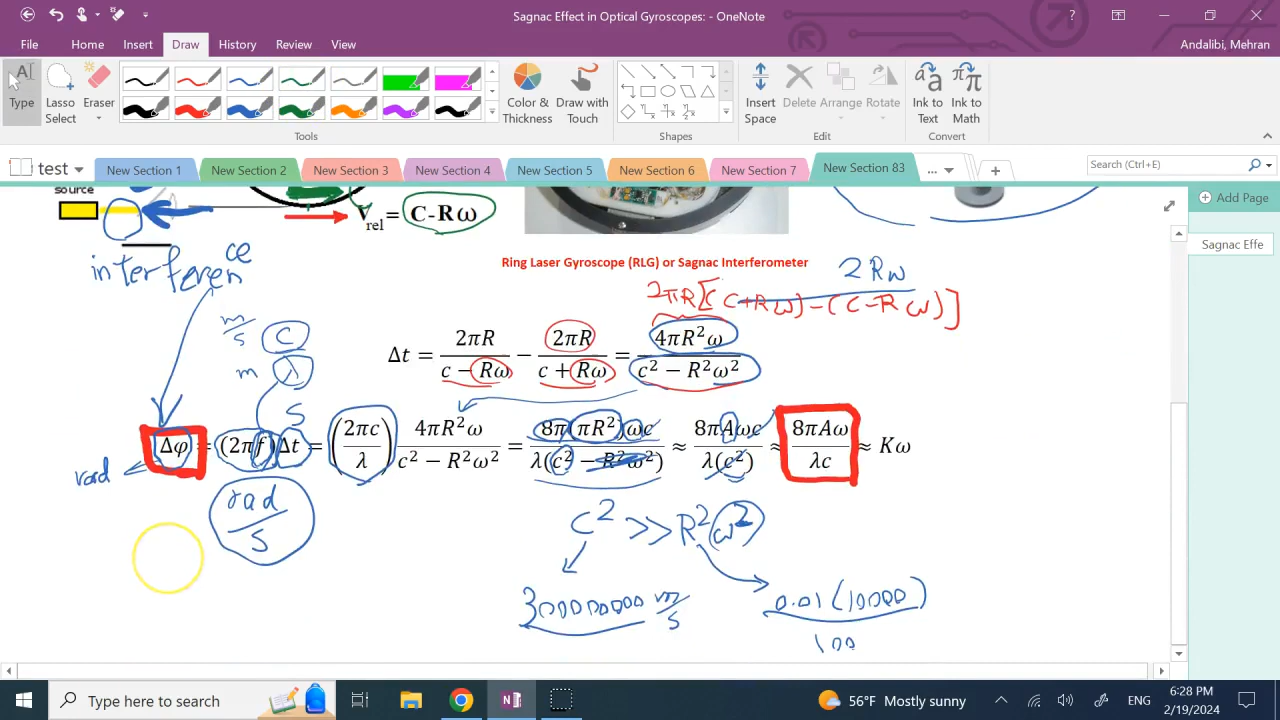 Sagnac Effect in Optical Gyroscopes: - OneNote
?
File Home Insert Draw History Review View
Andalibi, Mehran
Type
Lasso Select
Eraser
Color & Thickness
Draw with Touch
Insert Space
Delete
Arrange
Rotate
Ink to Text
Ink to Math
Tools
Shapes
Edit
Convert
test
New Section 1
New Section 2
New Section 3
New Section 4
New Section 5
New Section 6
New Section 7
New Section 83
...
Search (Ctrl+E)
Add Page
Sagnac Effe
source
V_rel = C-Rω
interference
Ring Laser Gyroscope (RLG) or Sagnac Interferometer
2Rω
2πR[(C+Rω)-(C-Rω)]
m/s C
m λ
S
Δt = 2πR/(c − Rω) − 2πR/(c + Rω) = 4πR²ω/(c² − R²ω²)
Δφ = (2πf)Δt = (2πc/λ) 4πR²ω/(c² − R²ω²) = 8π(πR²)ωc/λ(c² − R²ω²) ≈ 8πAωc/λ(c²) ≈ 8πAω/λc ≈ Kω
rad
rad/s
C² >> R²ω²
300000000 m/s
0.01(10000)
100
Type here to search
56°F Mostly sunny
ENG
6:28 PM
2/19/2024